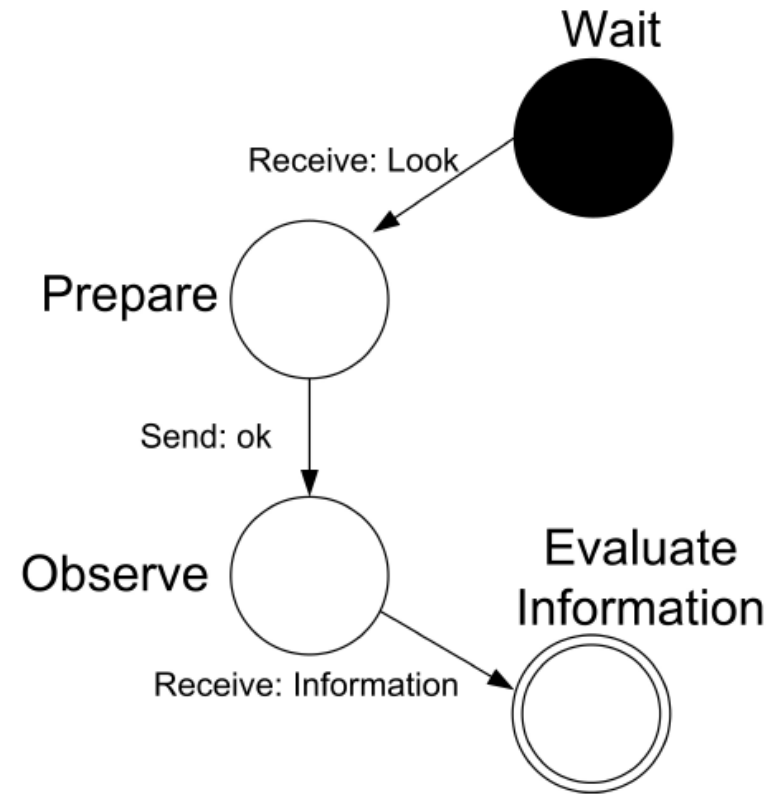 Wait
Receive: Look
Prepare
Send: ok
Observe
Evaluate
Information
Receive: Information